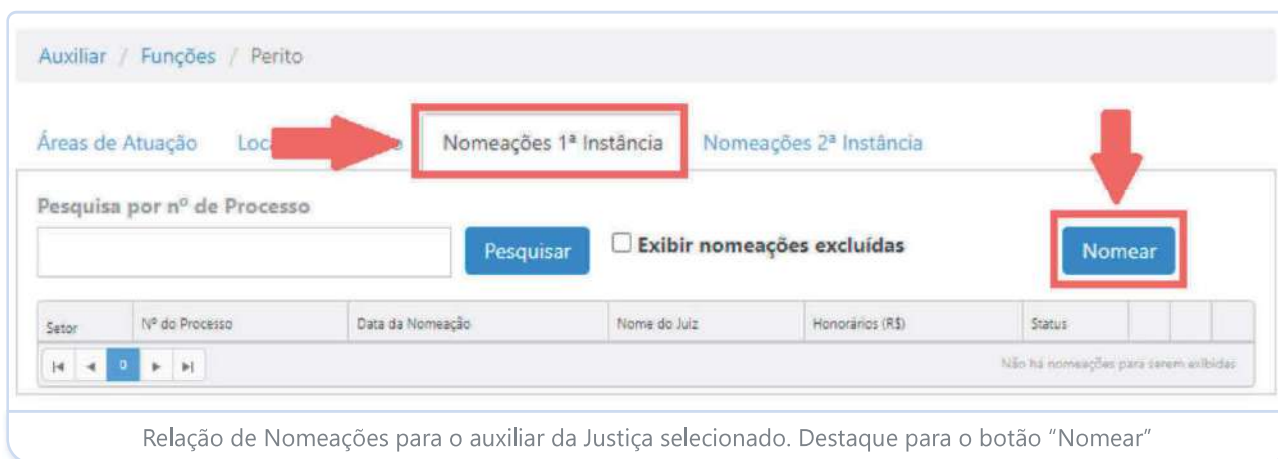 Auxiliar / Funções / Perito
Áreas de Atuação Nomeações 1ª Instância Nomeações 2ª Instância
Pesquisa por nº de Processo
Pesquisar Exibir nomeações excluídas Nomear
Setor Nº do Processo Data da Nomeação Nome do Juiz Honorários (R$) Status
0 Não há nomeações para serem exibidas
Relação de Nomeações para o auxiliar da Justiça selecionado. Destaque para o botão “Nomear”